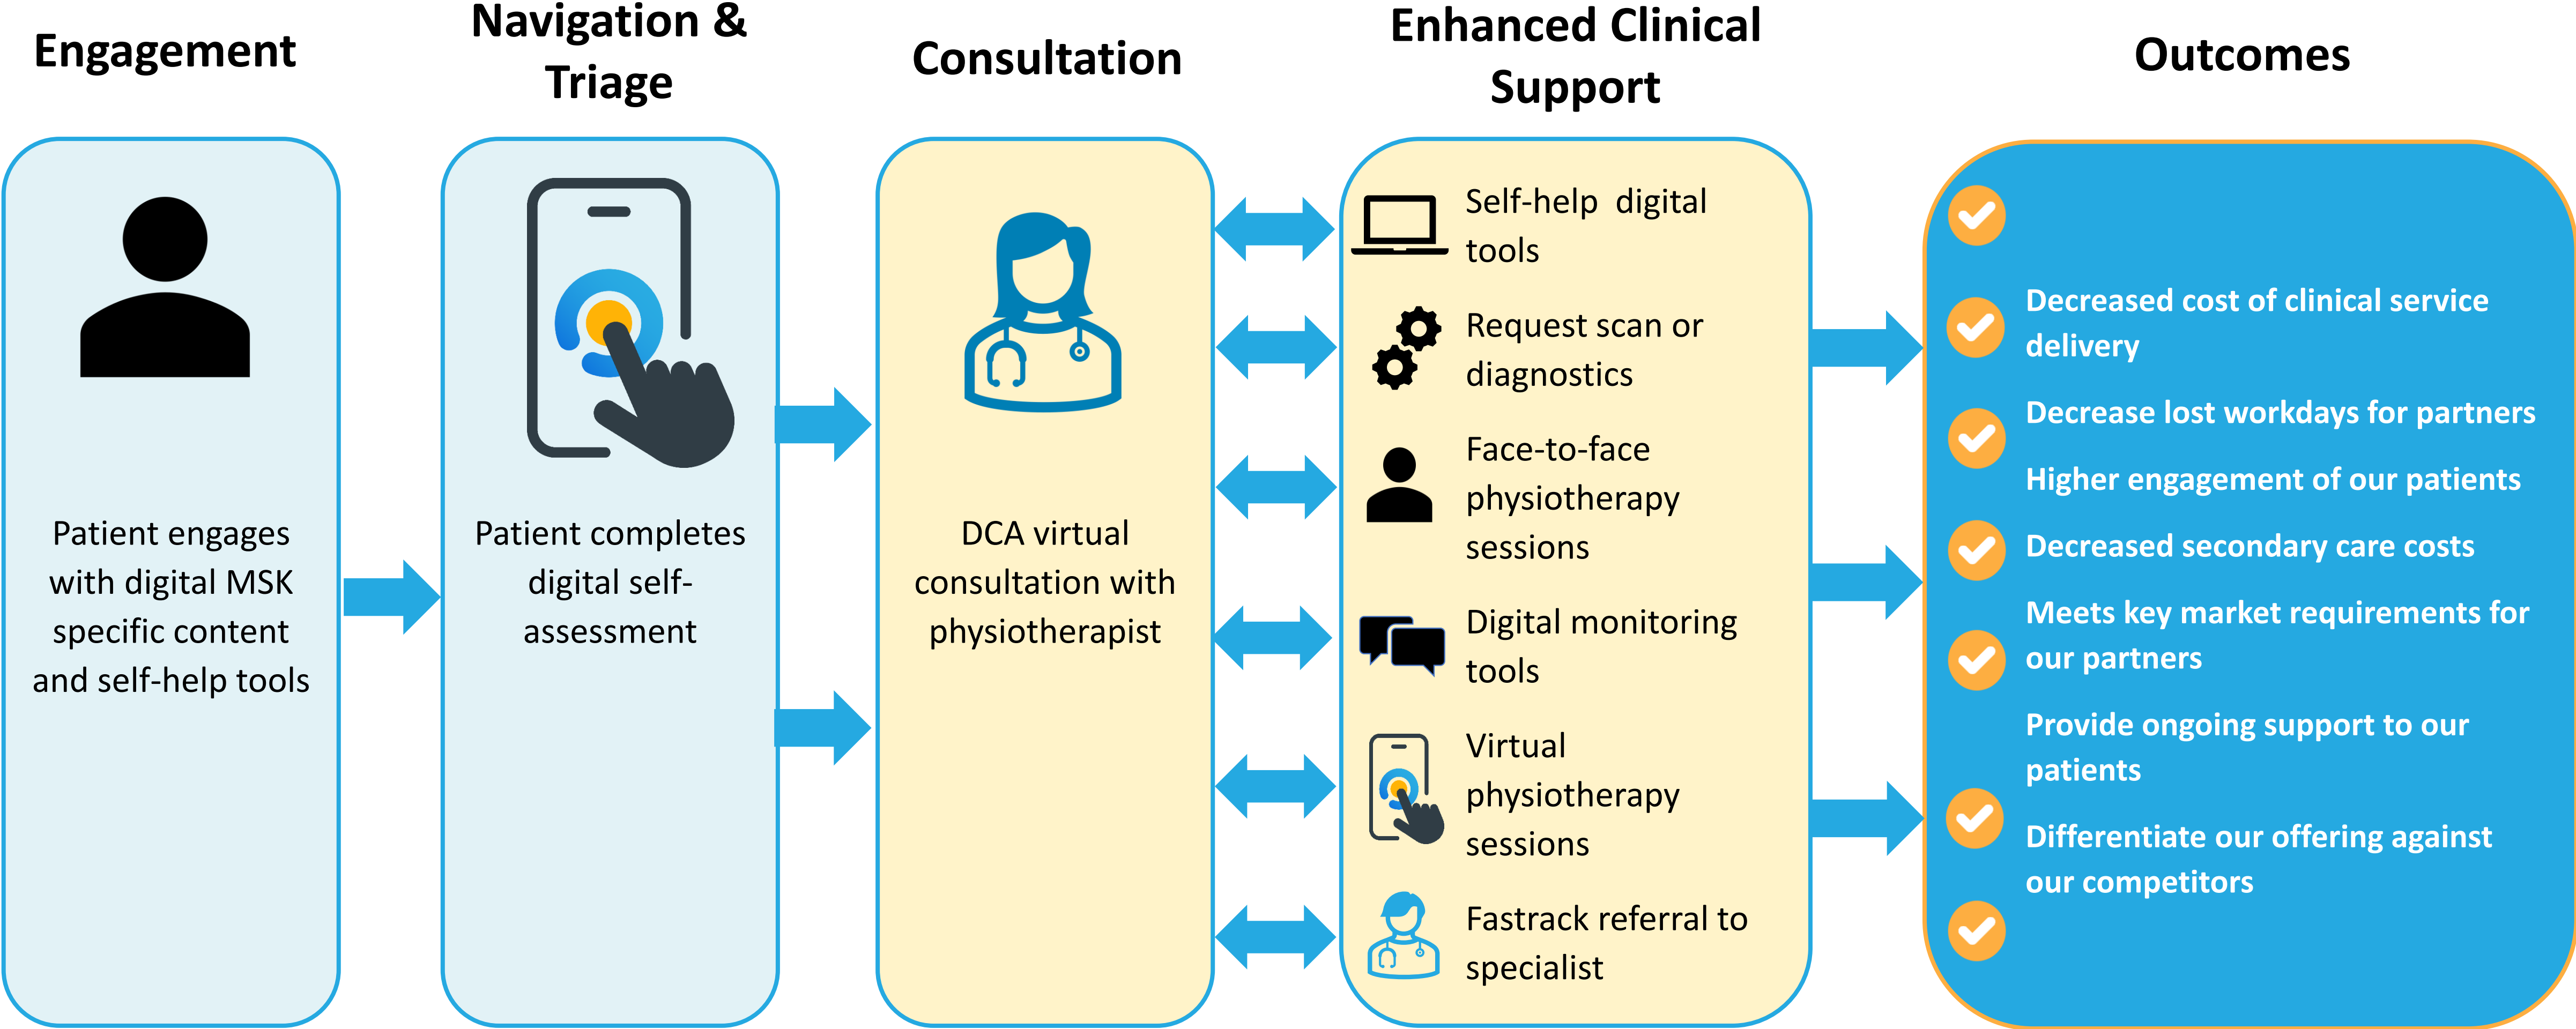 Engagement
Patient engages
with digital MSK
specific content
and self-help tools
Navigation &
Triage
Patient completes
digital self-
assessment
Consultation
DCA virtual
consultation with
physiotherapist
Enhanced Clinical
Support
Self-help digital
tools
Request scan or
diagnostics
Face-to-face
physiotherapy
sessions
Digital monitoring
tools
Virtual
physiotherapy
sessions
Fastrack referral to
specialist
Outcomes
Decreased cost of clinical service
delivery
Decrease lost workdays for partners
Higher engagement of our patients
Decreased secondary care costs
Meets key market requirements for
our partners
Provide ongoing support to our
patients
Differentiate our offering against
our competitors